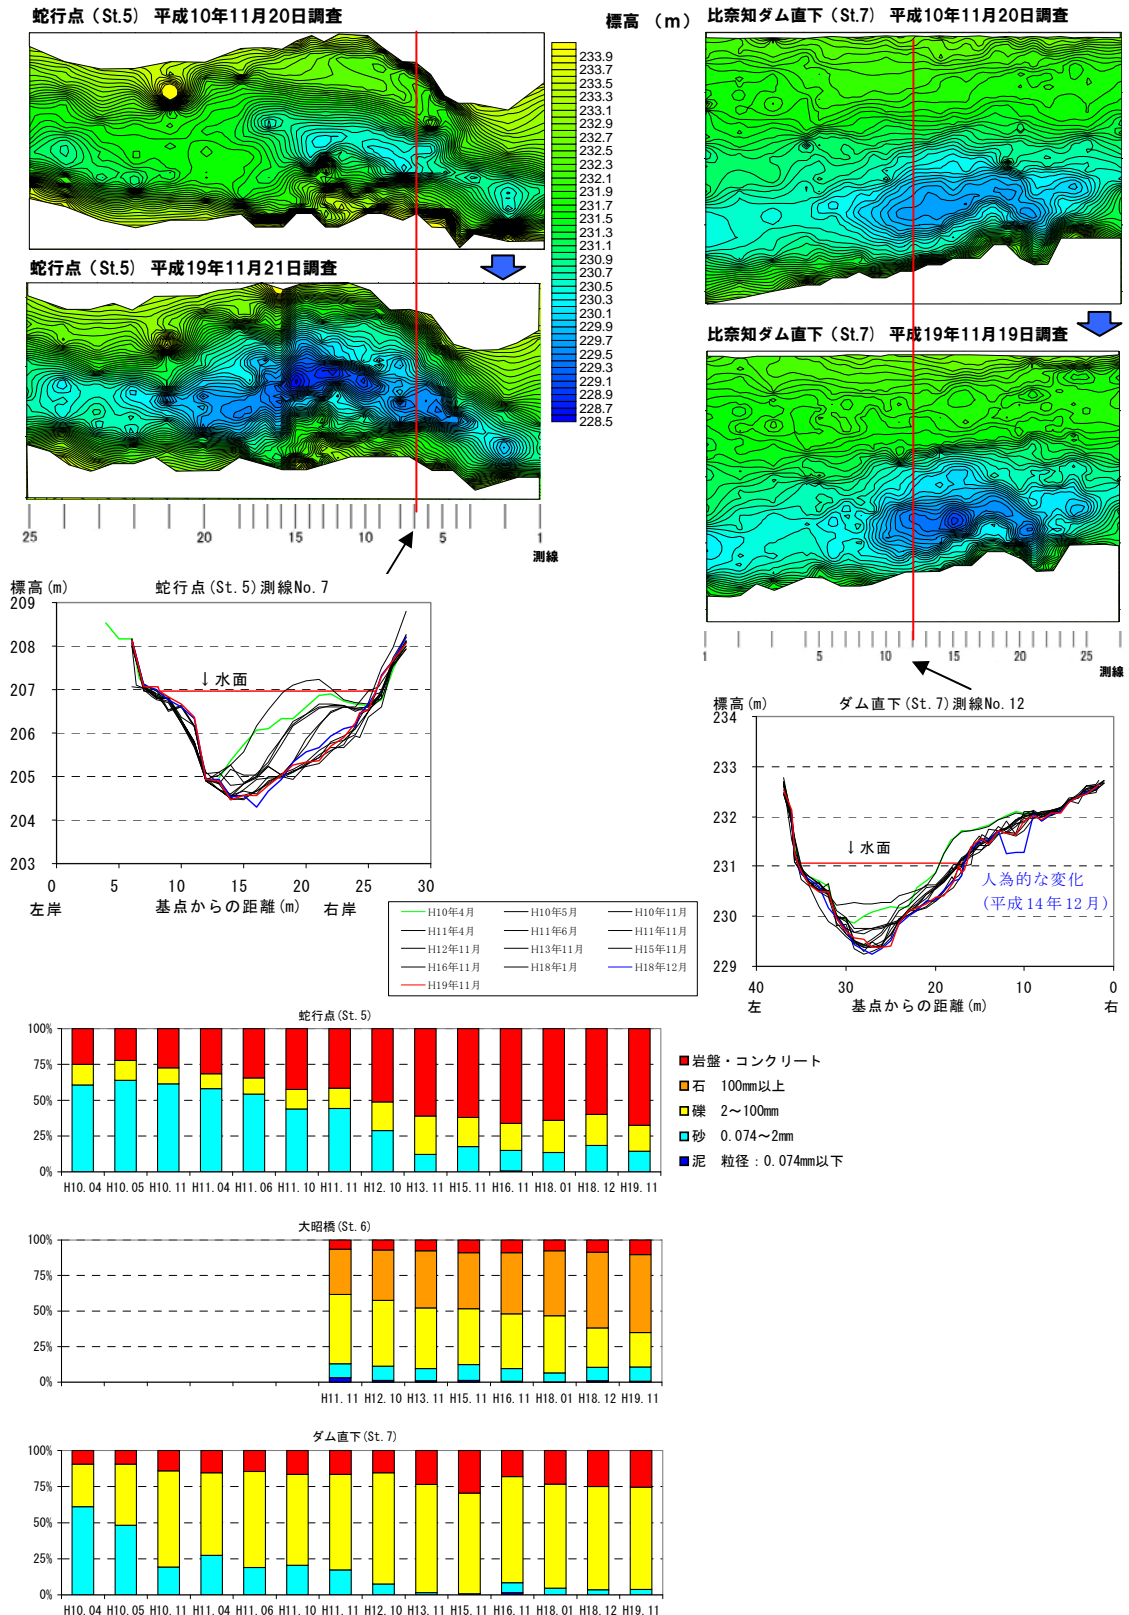 蛇行点（St.5） 平成10年11月20日調査
標高 （m）
比奈知ダム直下（St.7） 平成10年11月20日調査
233.9
233.7
233.5
233.3
233.1
232.9
232.7
232.5
232.3
232.1
231.9
231.7
231.5
231.3
231.1
230.9
230.7
230.5
230.3
230.1
229.9
229.7
229.5
229.3
229.1
228.9
228.7
228.5
蛇行点（St.5） 平成19年11月21日調査
比奈知ダム直下（St.7） 平成19年11月19日調査
25 20 15 10 5 1
測線
1 5 10 15 20 25
測線
標高(m) 蛇行点(St.5)測線No.7
209
208
207
206
205
204
203
↓水面
0 5 10 15 20 25 30
左岸 基点からの距離(m) 右岸
標高(m) ダム直下(St.7)測線No.12
234
233
232
231
230
229
↓水面
人為的な変化
(平成14年12月)
40 30 20 10 0
左 基点からの距離(m) 右
H10年4月 H10年5月 H10年11月
H11年4月 H11年6月 H11年11月
H12年11月 H13年11月 H15年11月
H16年11月 H18年1月 H18年12月
H19年11月
蛇行点(St.5)
100%
75%
50%
25%
0%
H10.04 H10.05 H10.11 H11.04 H11.06 H11.10 H11.11 H12.10 H13.11 H15.11 H16.11 H18.01 H18.12 H19.11
岩盤・コンクリート
石 100mm以上
礫 2～100mm
砂 0.074～2mm
泥 粒径：0.074mm以下
大昭橋(St.6)
100%
75%
50%
25%
0%
H11.11 H12.10 H13.11 H15.11 H16.11 H18.01 H18.12 H19.11
ダム直下(St.7)
100%
75%
50%
25%
0%
H10.04 H10.05 H10.11 H11.04 H11.06 H11.10 H11.11 H12.10 H13.11 H15.11 H16.11 H18.01 H18.12 H19.11